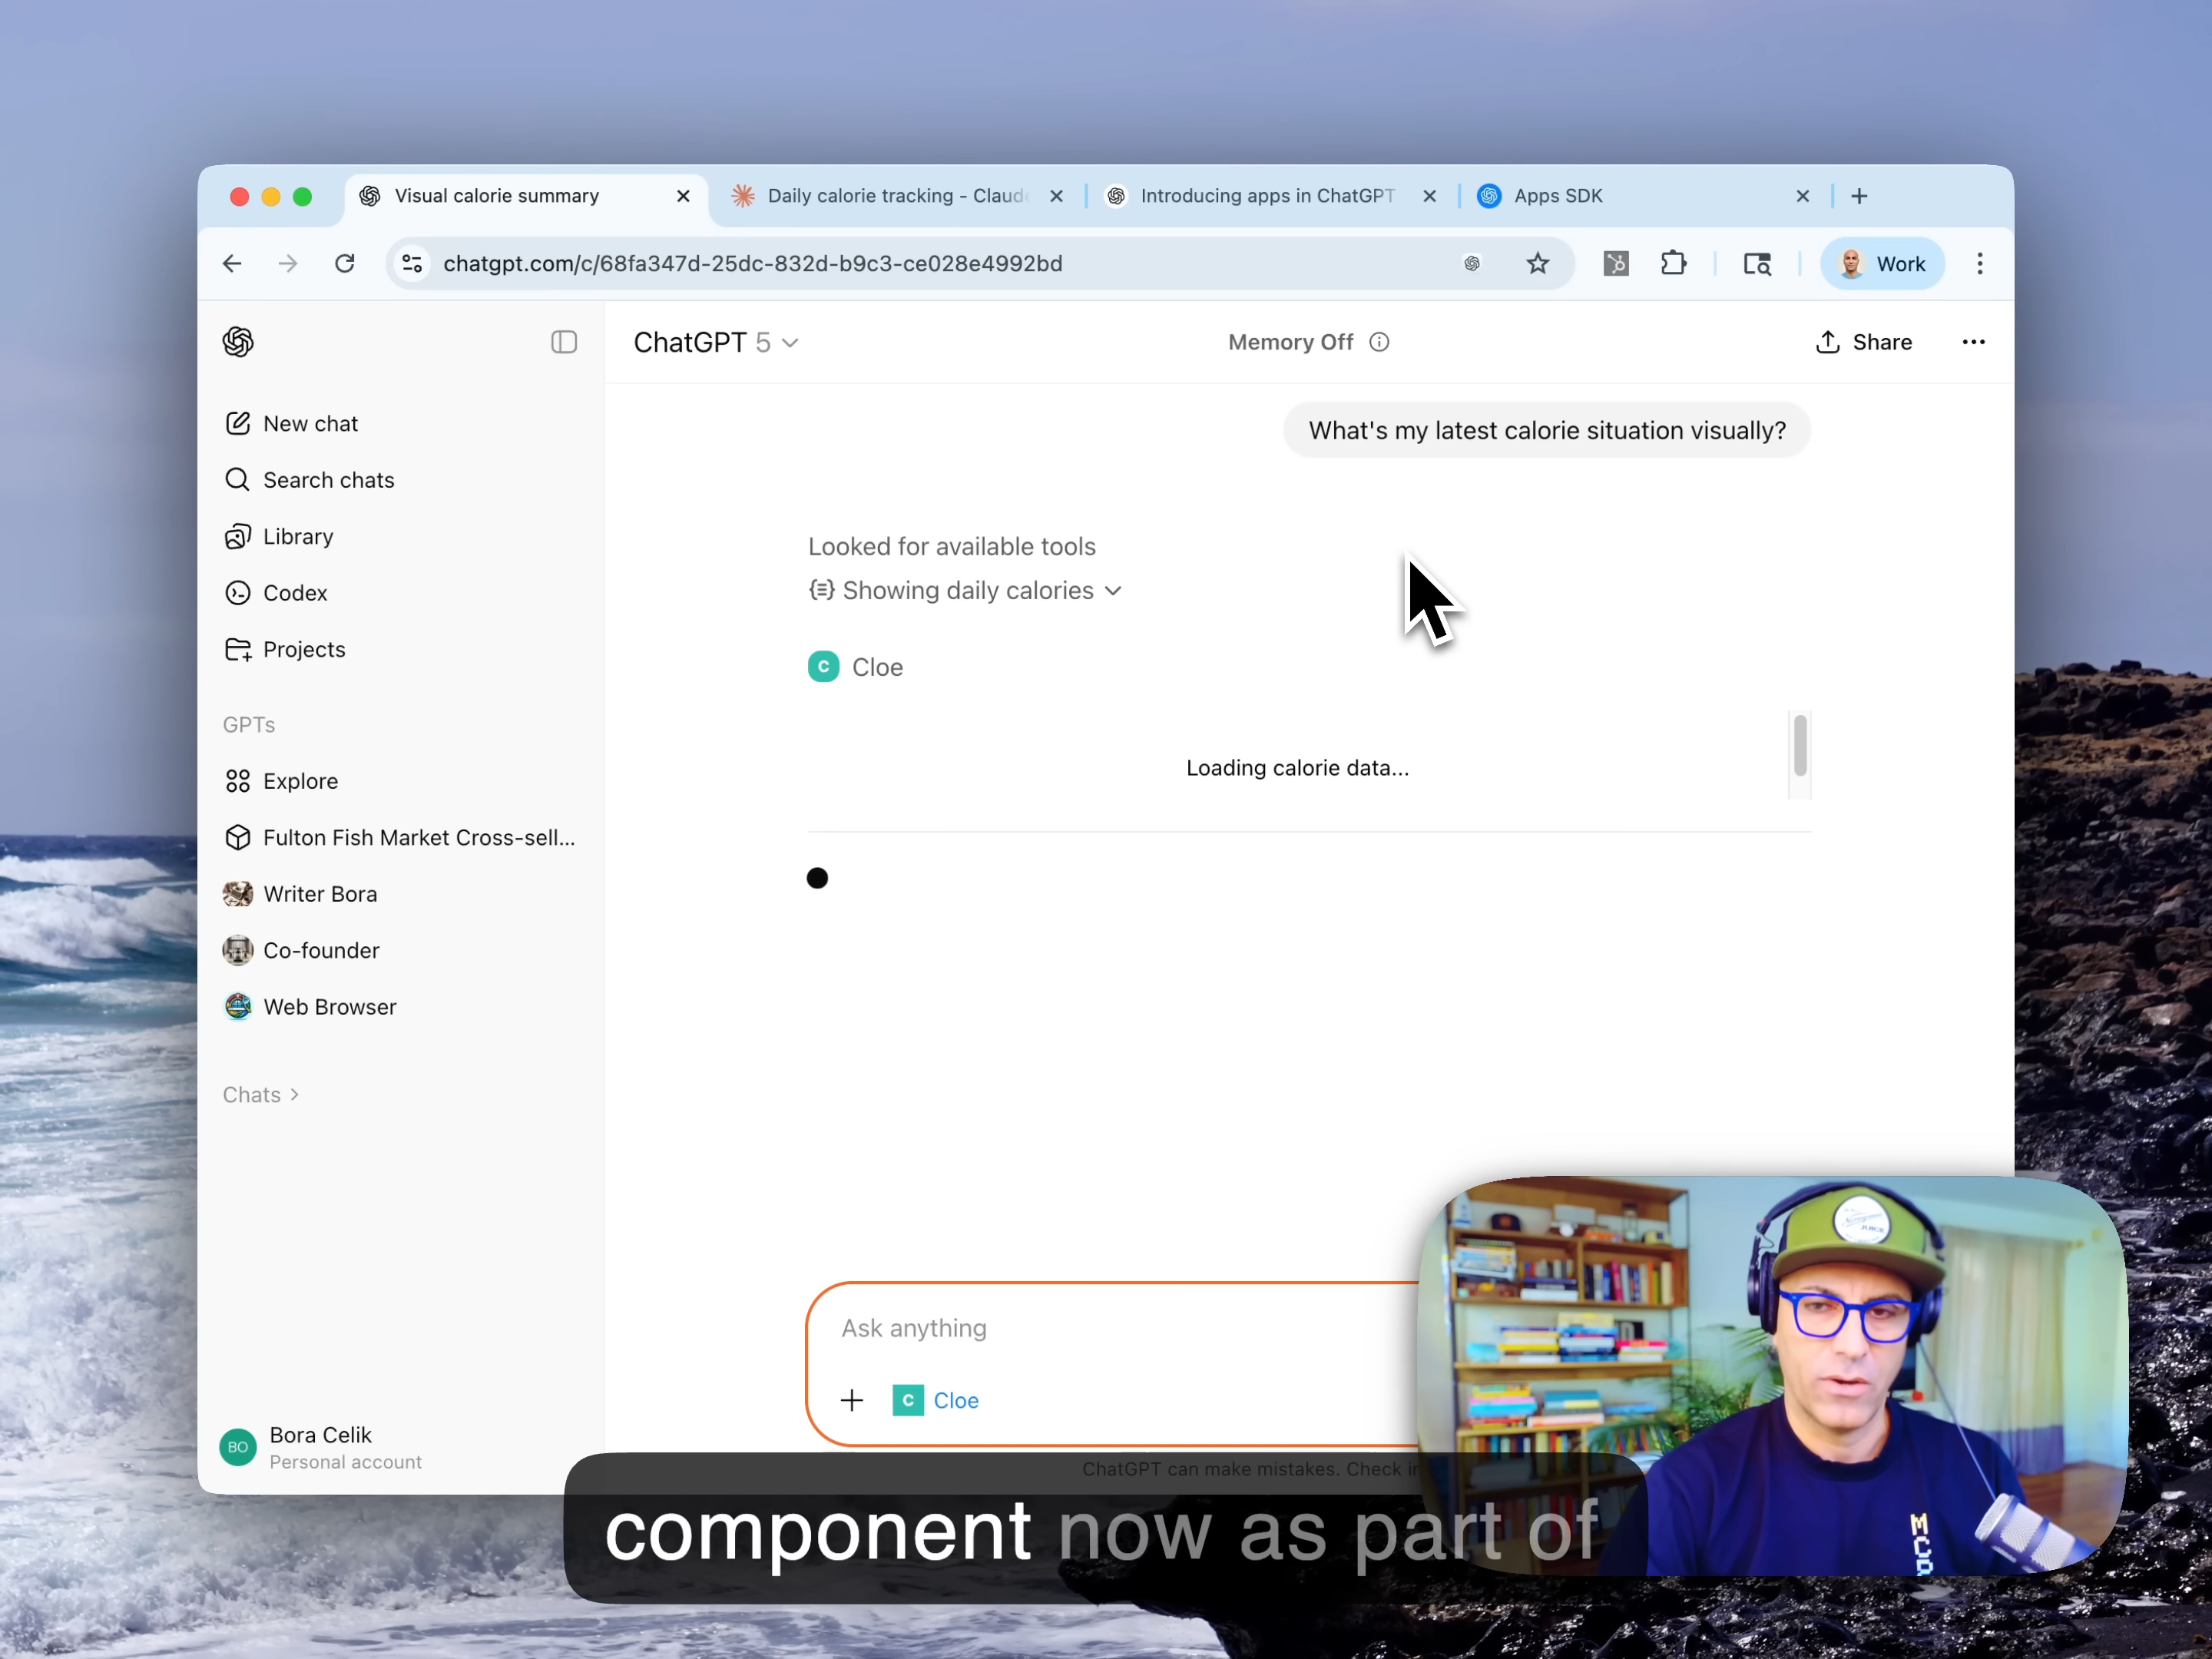 Visual calorie summary
Daily calorie tracking - Claude
Introducing apps in ChatGPT
Apps SDK
chatgpt.com/c/68fa347d-25dc-832d-b9c3-ce028e4992bd
Work
ChatGPT 5
Memory Off
Share
New chat
Search chats
Library
Codex
Projects
GPTs
Explore
Fulton Fish Market Cross-sell...
Writer Bora
Co-founder
Web Browser
Chats
Bora Celik
Personal account
BO
What's my latest calorie situation visually?
Looked for available tools
Showing daily calories
C Cloe
Loading calorie data...
Ask anything
C Cloe
ChatGPT can make mistakes. Check
component now as part of